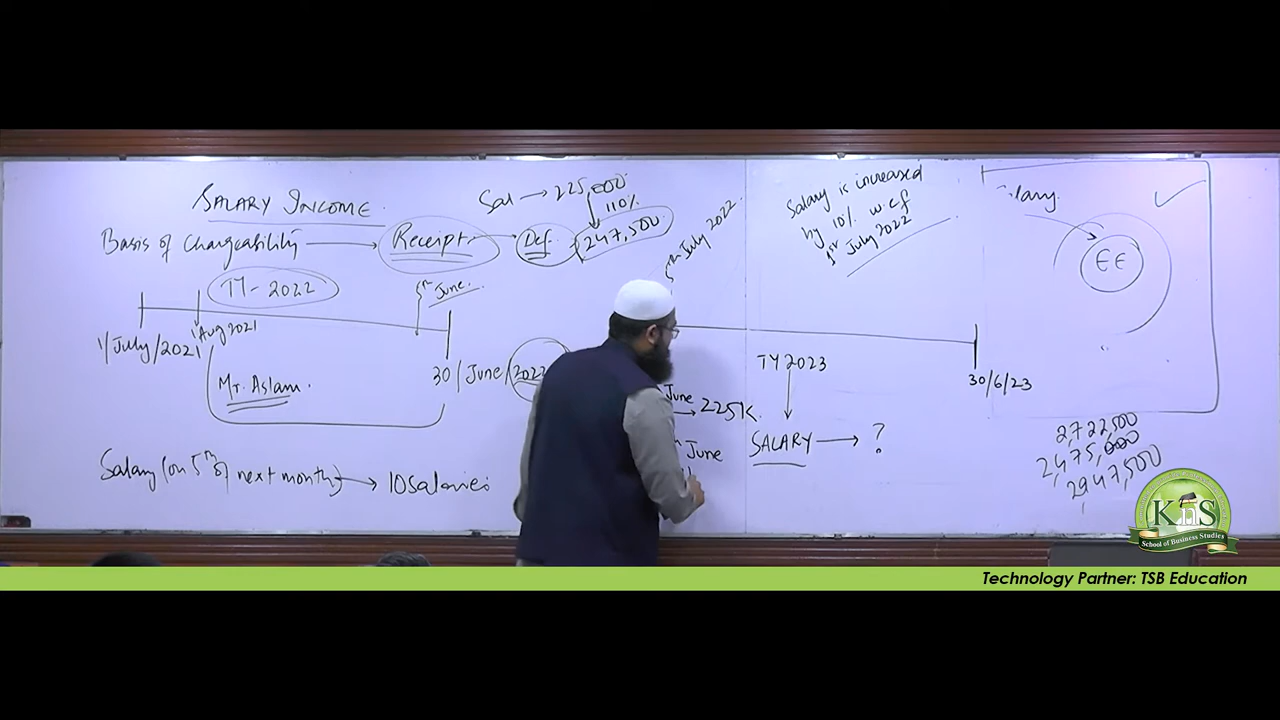 SALARY INCOME
Basis of Chargeability → Receipt → Def.
Sal → 225,000
110%
247,500
TY-2022
5th June.
1/July/2021
1 Aug 2021
30/June/2022
Mr. Aslam.
Salary (on 5th of next month) → 10 salaries
5th July 2022
Salary is increased
by 10% w.e.f
1st July 2022
TY 2023
30/6/23
June
→ 225K.
June
SALARY → ?
Salary.
EE
2,722,500
2,475,000
2947,500
KnS
School of Business Studies
Technology Partner: TSB Education